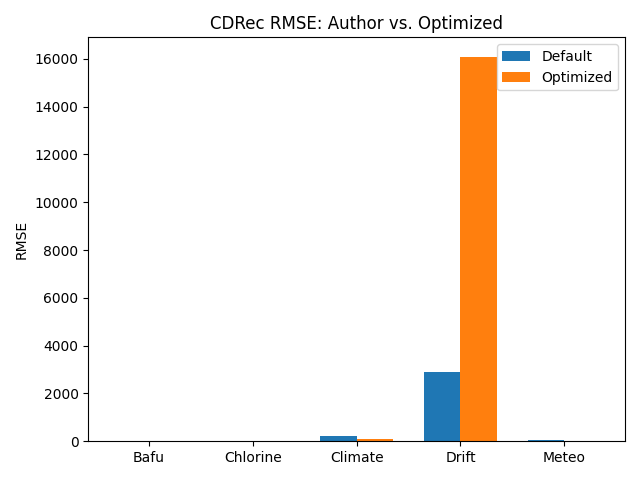 CDRec RMSE: Author vs. Optimized
Default
Optimized
RMSE
16000
14000
12000
10000
8000
6000
4000
2000
0
Bafu Chlorine Climate Drift Meteo